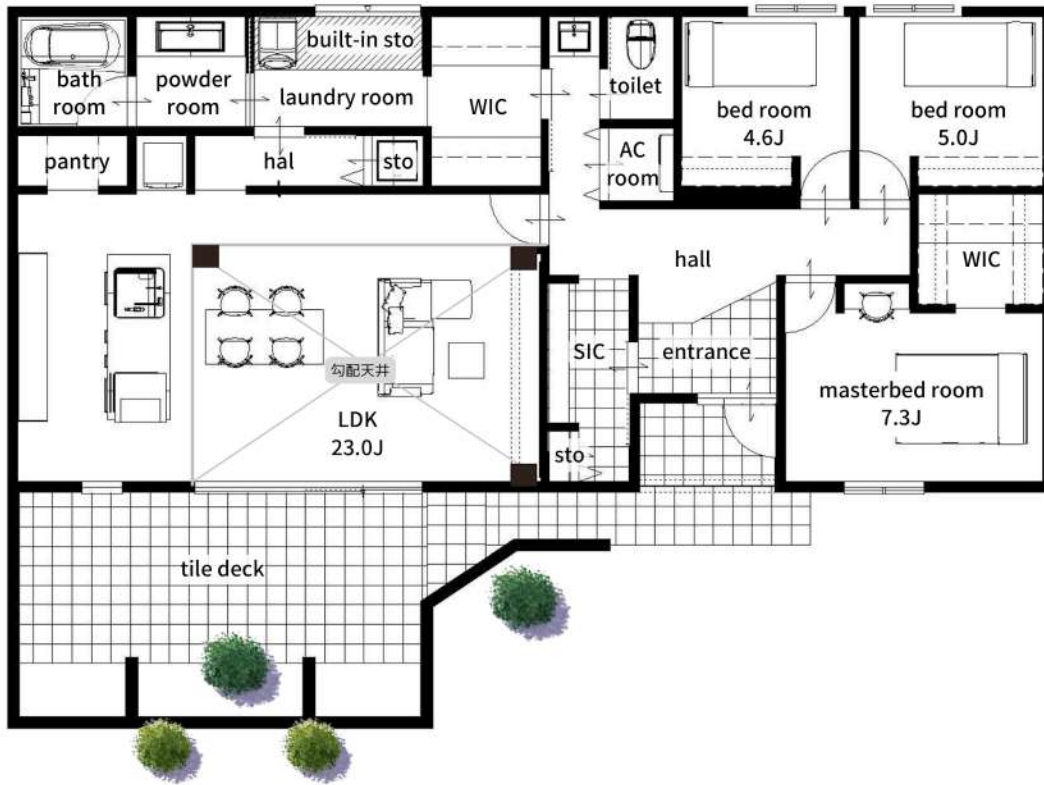 built-in sto
bath
room
powder
room
laundry room
WIC
toilet
bed room
4.6J
bed room
5.0J
pantry
hal
sto
AC
room
hall
WIC
SIC
entrance
勾配天井
LDK
23.0J
masterbed room
7.3J
sto
tile deck